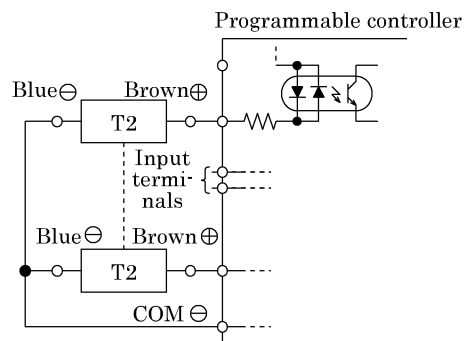 Programmable controller
Blue⊖
Brown⊕
T2
Input
termi-
nals
Blue⊖
Brown⊕
T2
COM⊖